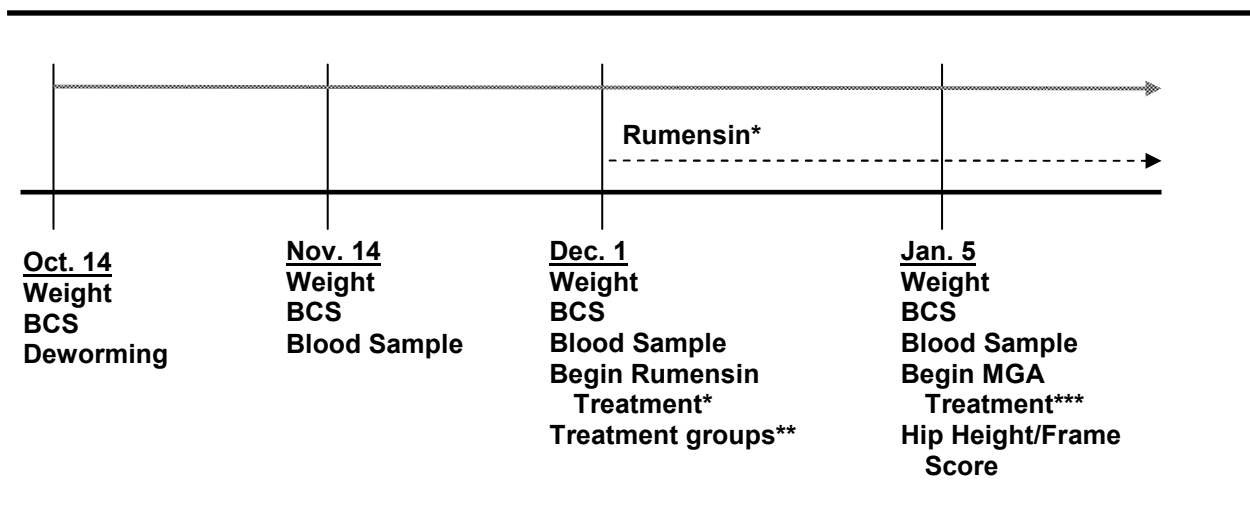 Rumensin*
Oct. 14
Weight
BCS
Deworming
Nov. 14
Weight
BCS
Blood Sample
Dec. 1
Weight
BCS
Blood Sample
Begin Rumensin
Treatment*
Treatment groups**
Jan. 5
Weight
BCS
Blood Sample
Begin MGA
Treatment***
Hip Height/Frame
Score